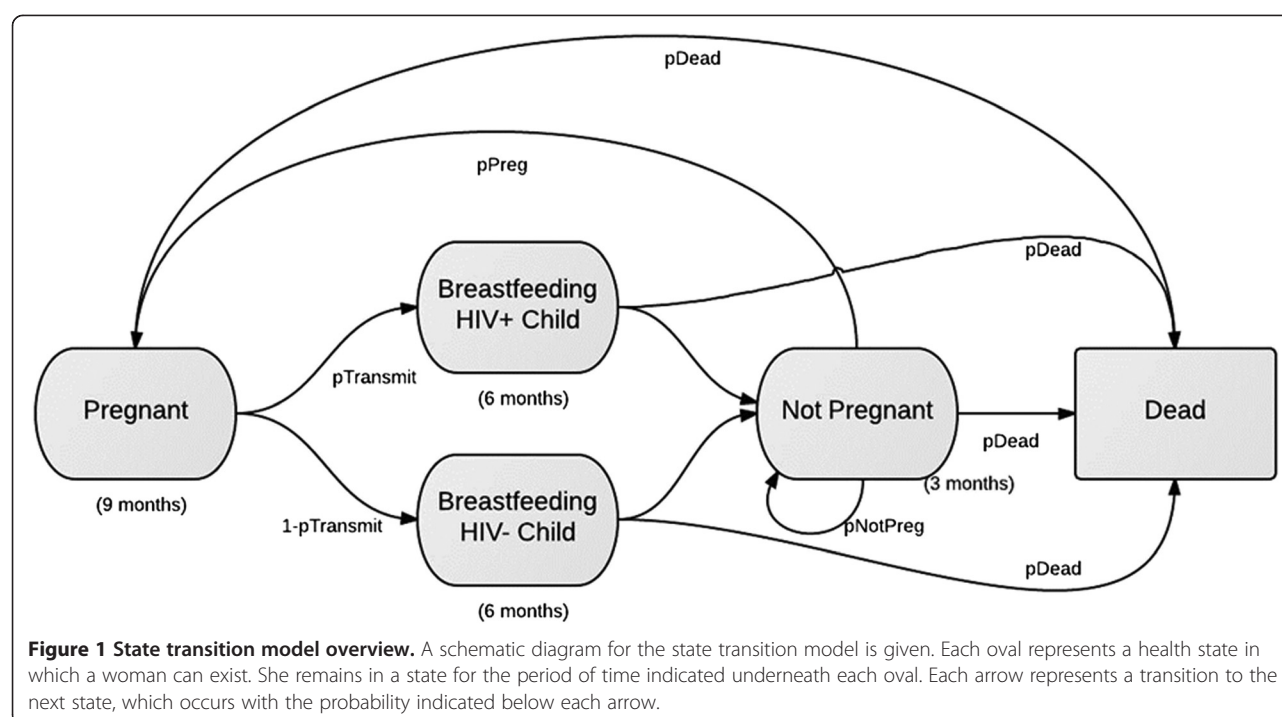 pDead
pPreg
pDead
Breastfeeding
HIV+ Child
pTransmit
(6 months)
Pregnant
(9 months)
Not Pregnant
(3 months)
pDead
Dead
1-pTransmit
Breastfeeding
HIV- Child
(6 months)
pNotPreg
pDead
Figure 1 State transition model overview. A schematic diagram for the state transition model is given. Each oval represents a health state in
which a woman can exist. She remains in a state for the period of time indicated underneath each oval. Each arrow represents a transition to the
next state, which occurs with the probability indicated below each arrow.